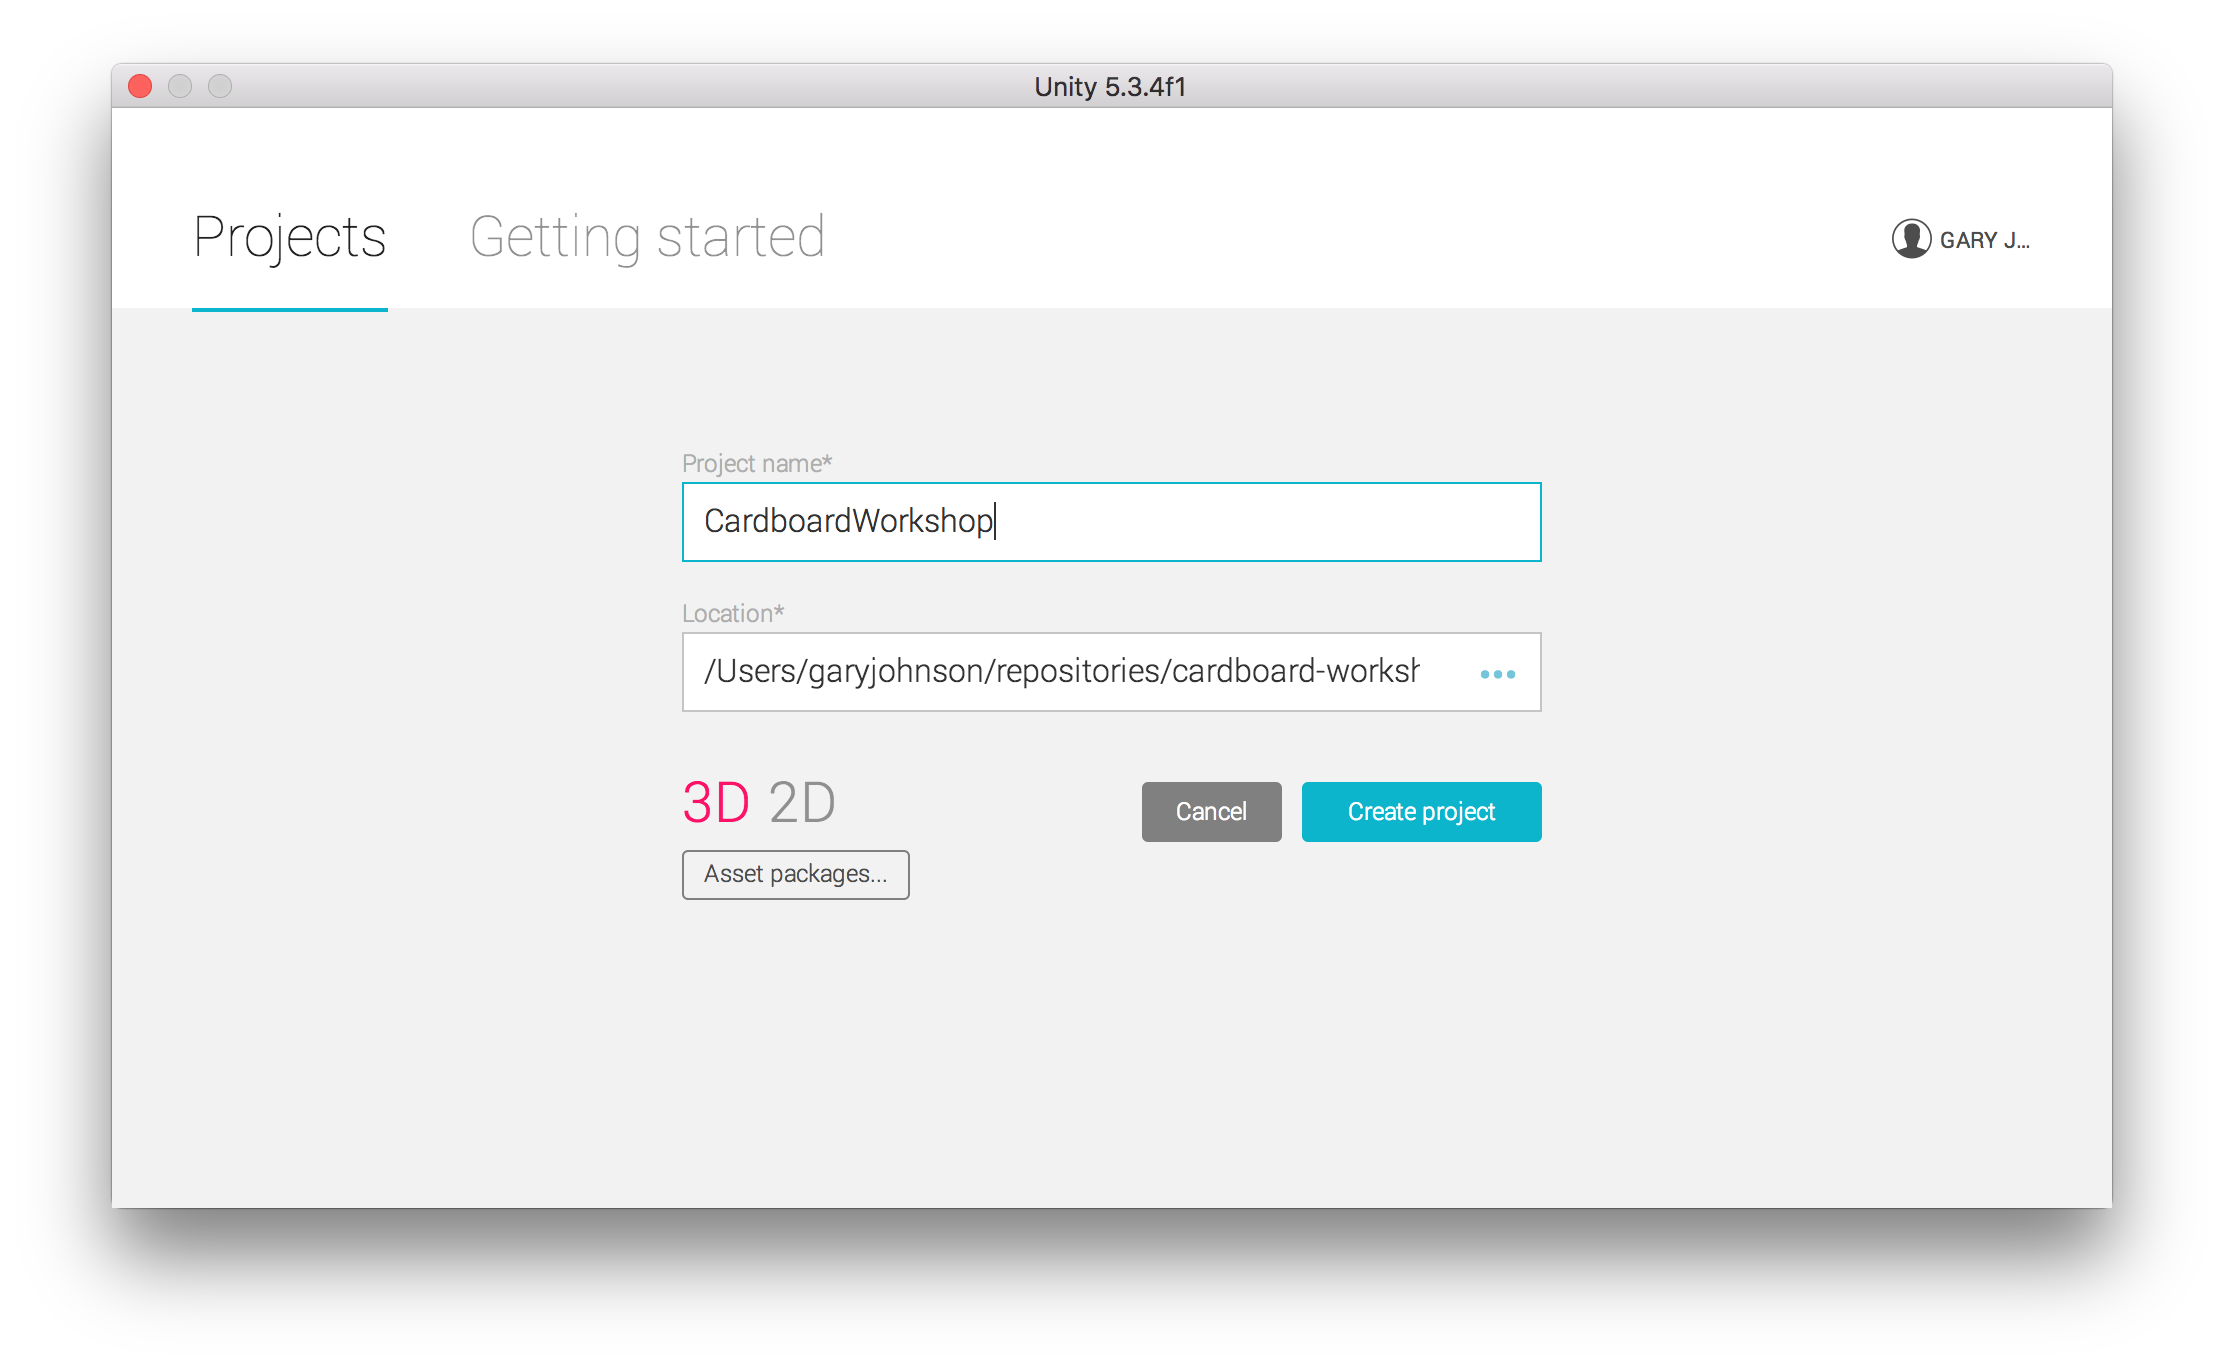 Unity 5.3.4f1
Projects Getting started
GARY J...
Project name*
CardboardWorkshop
Location*
/Users/garyjohnson/repositories/cardboard-worksh
3D 2D
Cancel Create project
Asset packages...